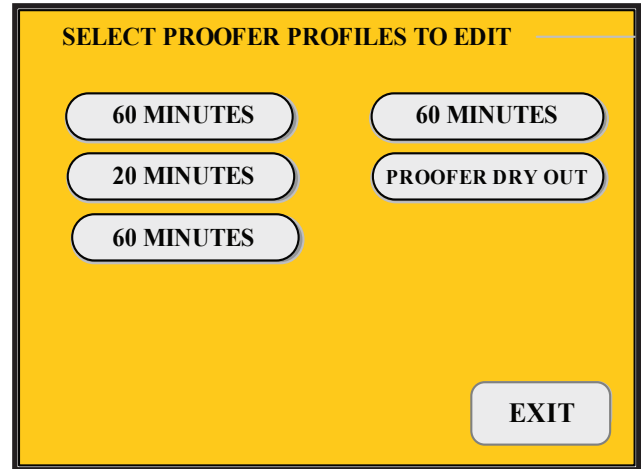 SELECT PROOFER PROFILES TO EDIT
60 MINUTES
60 MINUTES
20 MINUTES
PROOFER DRY OUT
60 MINUTES
EXIT